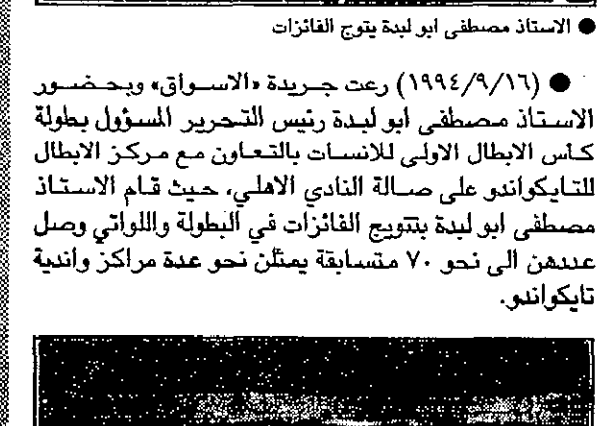 ● الاستاذ مصطفى ابو لبدة يتوج الفائزات
● (١٩٩٤/٩/١٦) رعت جريدة «الاسواق» وبحضور
الاستاذ مصطفى ابو لبدة رئيس التحرير المسؤول بطولة
كأس الابطال الاولى للانسات بالتعاون مع مركز الابطال
للتايكواندو على صالة النادي الاهلي، حيث قام الاستاذ
مصطفى ابو لبدة بتتويج الفائزات في البطولة واللواتي وصل
عددهن الى نحو ٧٠ متسابقة يمثلن نحو عدة مراكز واندية
تايكواندو.